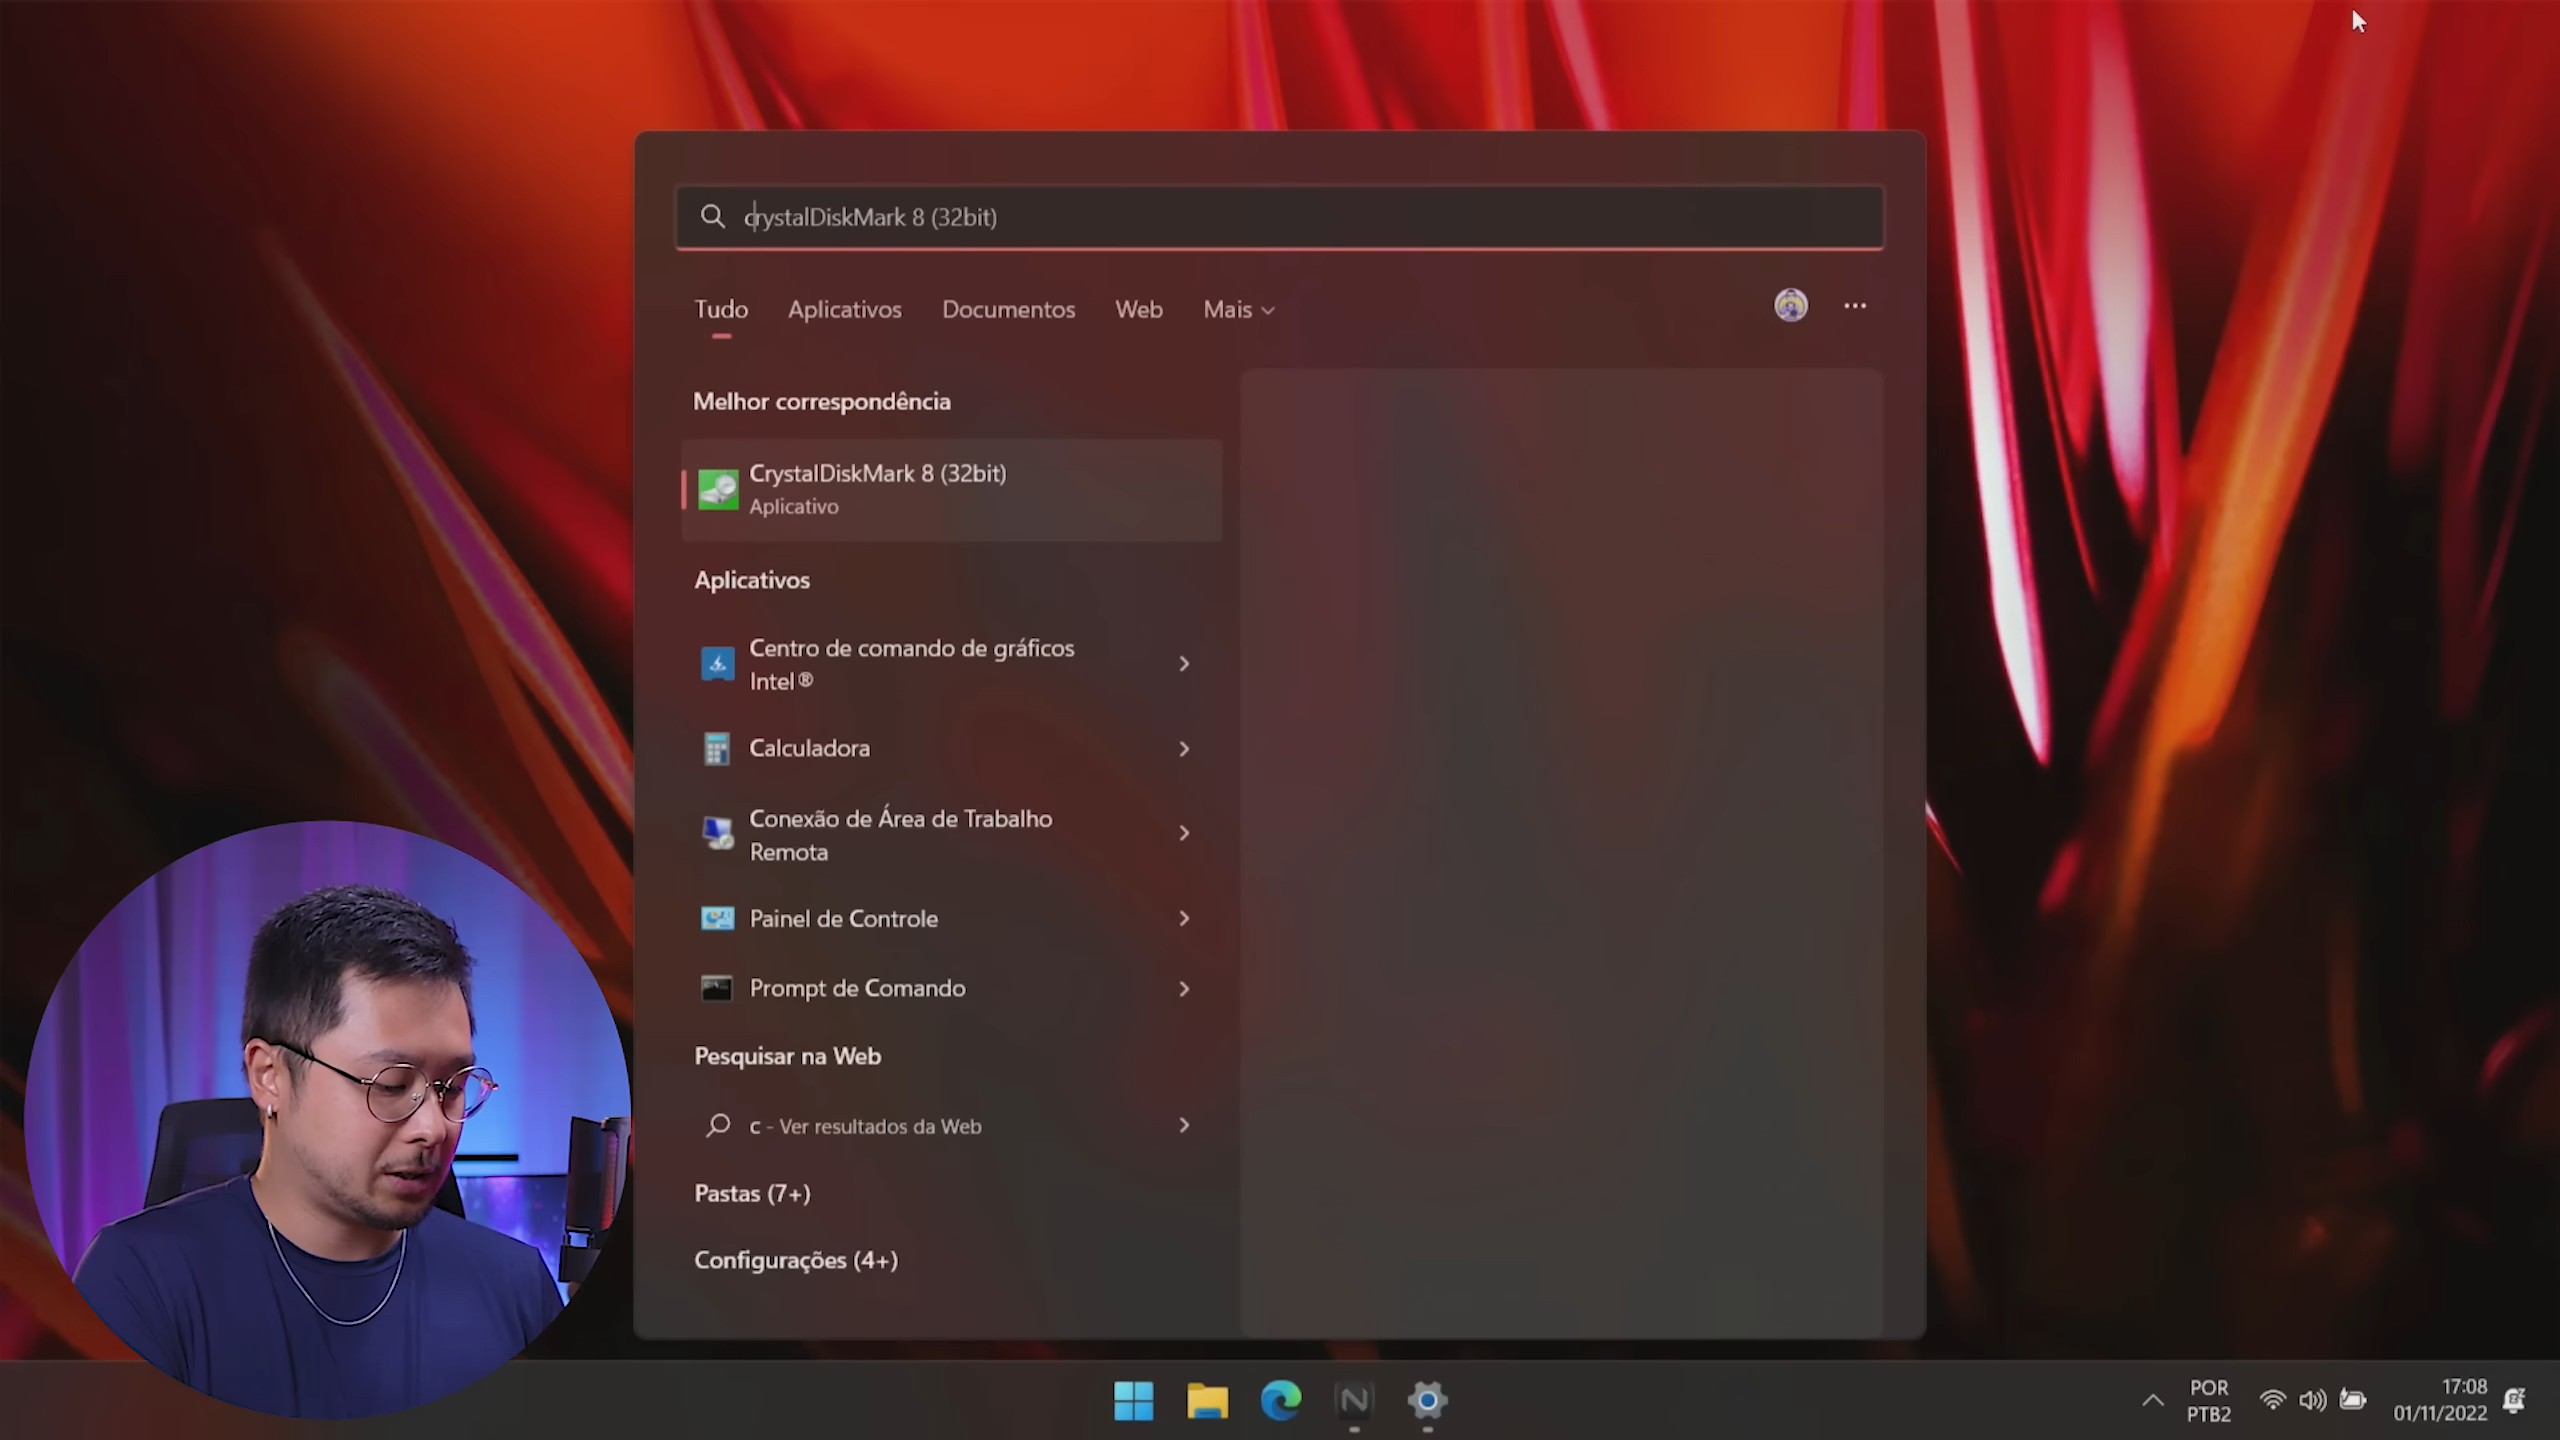 crystalDiskMark 8 (32bit)
Tudo Aplicativos Documentos Web Mais
Melhor correspondência
CrystalDiskMark 8 (32bit)
Aplicativo
Aplicativos
Centro de comando de gráficos
Intel®
Calculadora
Conexão de Área de Trabalho
Remota
Painel de Controle
Prompt de Comando
Pesquisar na Web
c - Ver resultados da Web
Pastas (7+)
Configurações (4+)
POR
PTB2
17:08
01/11/2022